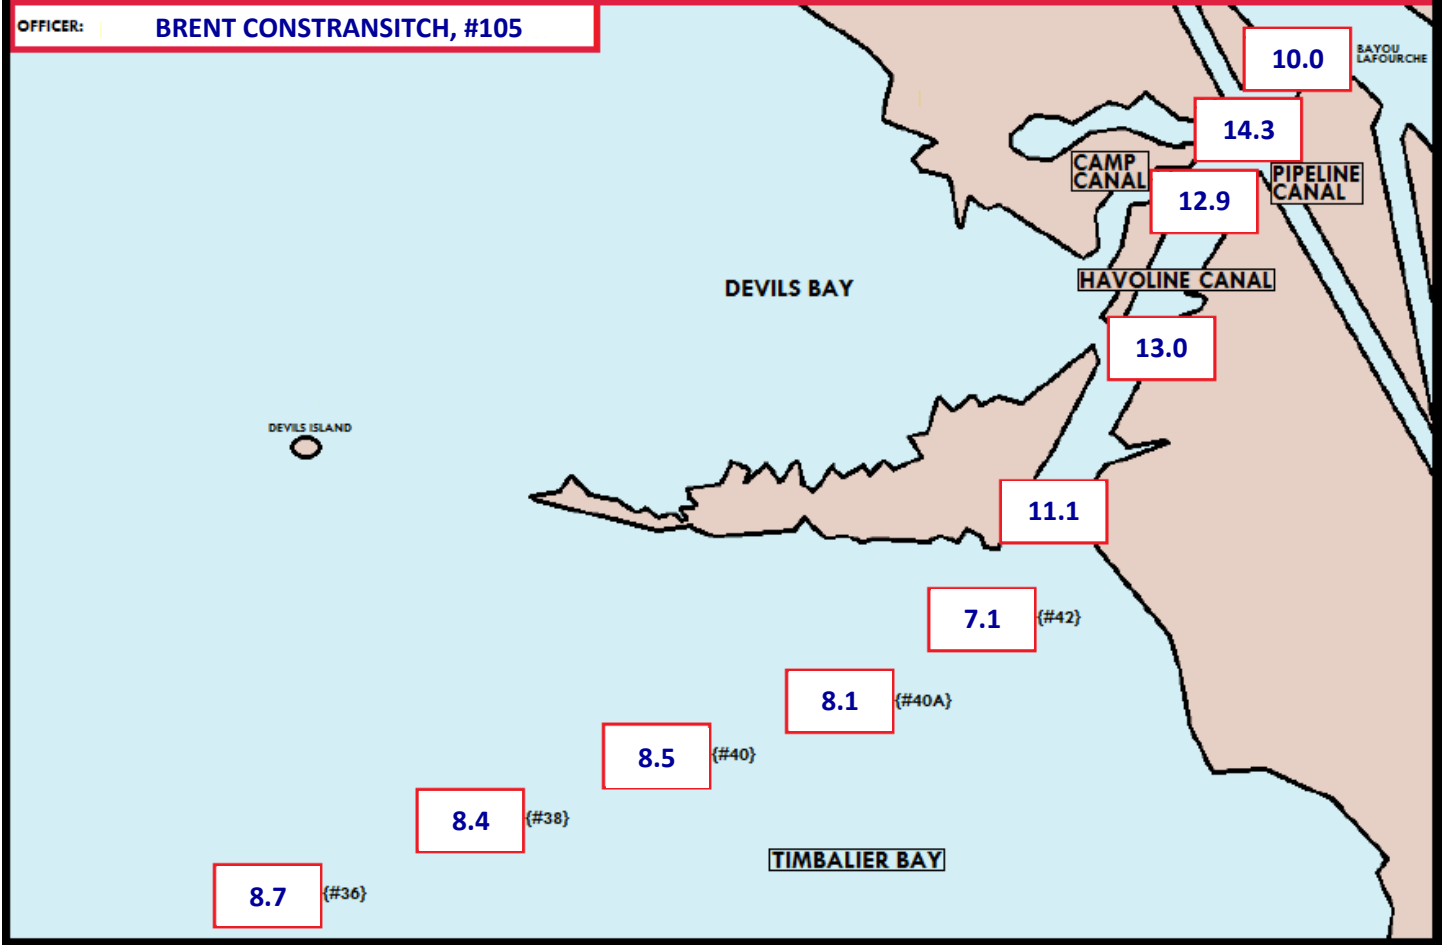 OFFICER: BRENT CONSTRANSITCH, #105
10.0
BAYOU
LAFOURCHE
14.3
CAMP
CANAL
PIPELINE
CANAL
12.9
HAVOLINE CANAL
DEVILS BAY
13.0
DEVILS ISLAND
11.1
7.1 {#42}
8.1 {#40A}
8.5 {#40}
8.4 {#38}
TIMBALIER BAY
8.7 {#36}